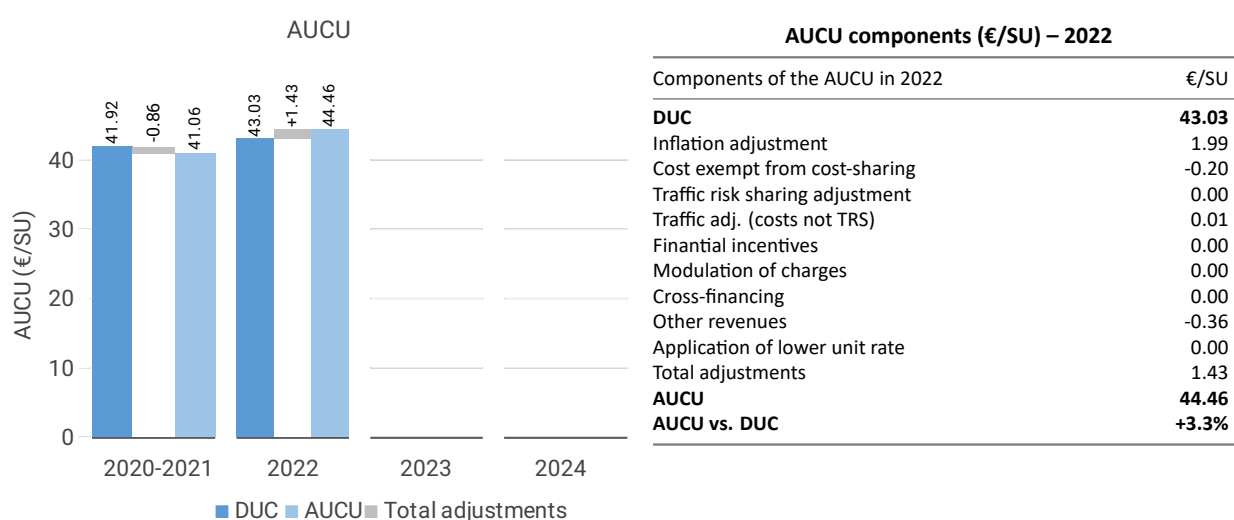 AUCU
41.92
-0.86
41.06
43.03
+1.43
44.46
AUCU (€/SU)
40
30
20
10
0
2020-2021
2022
2023
2024
DUC
AUCU
Total adjustments
AUCU components (€/SU) – 2022
Components of the AUCU in 2022 €/SU
DUC 43.03
Inflation adjustment 1.99
Cost exempt from cost-sharing -0.20
Traffic risk sharing adjustment 0.00
Traffic adj. (costs not TRS) 0.01
Finantial incentives 0.00
Modulation of charges 0.00
Cross-financing 0.00
Other revenues -0.36
Application of lower unit rate 0.00
Total adjustments 1.43
AUCU 44.46
AUCU vs. DUC +3.3%